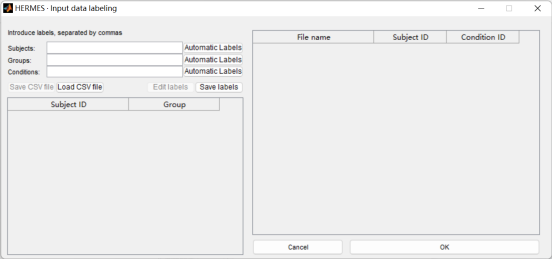 HERMES - Input data labeling
Introduce labels, separated by commas
Subjects: Automatic Labels
Groups: Automatic Labels
Conditions: Automatic Labels
Save CSV file Load CSV file Edit labels Save labels
Subject ID Group
File name Subject ID Condition ID
Cancel OK